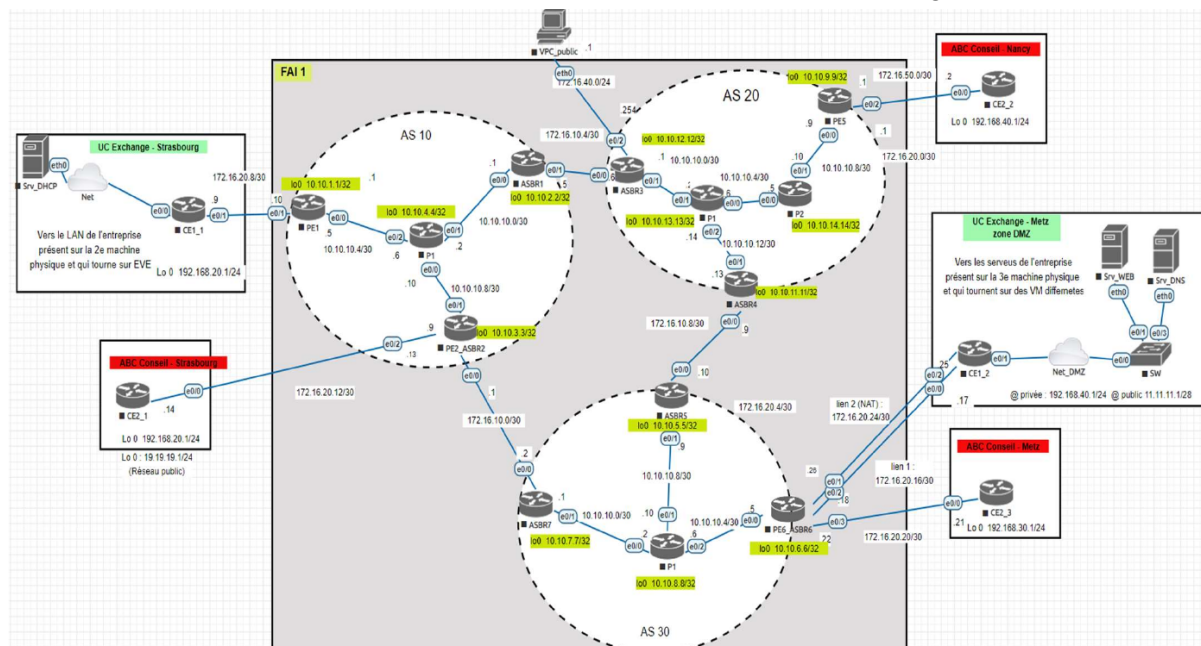 VPC_public
.1
eth0
172.16.40.0/24
FAI 1
AS 20
lo0 10.10.9.9/32
172.16.50.0/30
ABC Conseil - Nancy
.1
e0/2
PE5
.2
e0/0
CE2_2
Lo 0 192.168.40.1/24
.9
e0/0
.1
172.16.20.0/30
.254
e0/2
172.16.10.4/30
lo0 10.10.12.12/32
.10
10.10.10.8/30
e0/1
AS 10
.1
ASBR1
e0/0
e0/1
.5
lo0 10.10.2.2/32
e0/0
.6
ASBR3
.1
10.10.10.0/30
e0/1
10.10.10.4/30
.2
e0/1
P1
.6
e0/0
.5
e0/0
P2
lo0 10.10.13.13/32
lo0 10.10.14.14/32
.14
e0/2
10.10.10.12/30
.13
e0/1
ASBR4
lo0 10.10.11.11/32
e0/0
.9
172.16.10.8/30
UC Exchange - Strasbourg
eth0
Srv_DHCP
Net
172.16.20.8/30
e0/0
.9
CE1_1
e0/1
Vers le LAN de l'entreprise
présent sur la 2e machine
physique et qui tourne sur EVE
Lo 0 192.168.20.1/24
lo0 10.10.1.1/32
.1
.10
e0/1
PE1
e0/0
.5
10.10.10.4/30
lo0 10.10.4.4/32
e0/2
.6
P1
e0/1
.2
10.10.10.0/30
e0/0
.10
10.10.10.8/30
e0/1
.9
lo0 10.10.3.3/32
PE2_ASBR2
e0/2
.13
e0/0
.1
ABC Conseil - Strasbourg
e0/0
CE2_1
.14
172.16.20.12/30
Lo 0 192.168.20.1/24
Lo 0 : 19.19.19.1/24
(Réseau public)
172.16.10.0/30
UC Exchange - Metz
zone DMZ
Vers les serveus de l'entreprise
présent sur la 3e machine physique
et qui tournent sur des VM differnetes
Srv_WEB
Srv_DNS
eth0
eth0
e0/1
e0/3
.25
e0/2
e0/0
CE1_2
e0/1
Net_DMZ
e0/0
SW
.17
@ privée : 192.168.40.1/24 @ public 11.11.11.1/28
.10
e0/0
ASBR5
172.16.20.4/30
lo0 10.10.5.5/32
e0/1
.9
lien 2 (NAT) :
172.16.20.24/30
lien 1 :
172.16.20.16/30
ABC Conseil - Metz
e0/0
CE2_3
.21
Lo 0 192.168.30.1/24
.2
e0/0
.1
ASBR7
e0/1
10.10.10.0/30
lo0 10.10.7.7/32
10.10.10.8/30
.10
e0/1
.2
e0/0
P1
.6
e0/2
10.10.10.4/30
.5
e0/0
PE6_ASBR6
.26
e0/1
e0/2
.18
e0/3
.22
172.16.20.20/30
lo0 10.10.6.6/32
lo0 10.10.8.8/32
AS 30